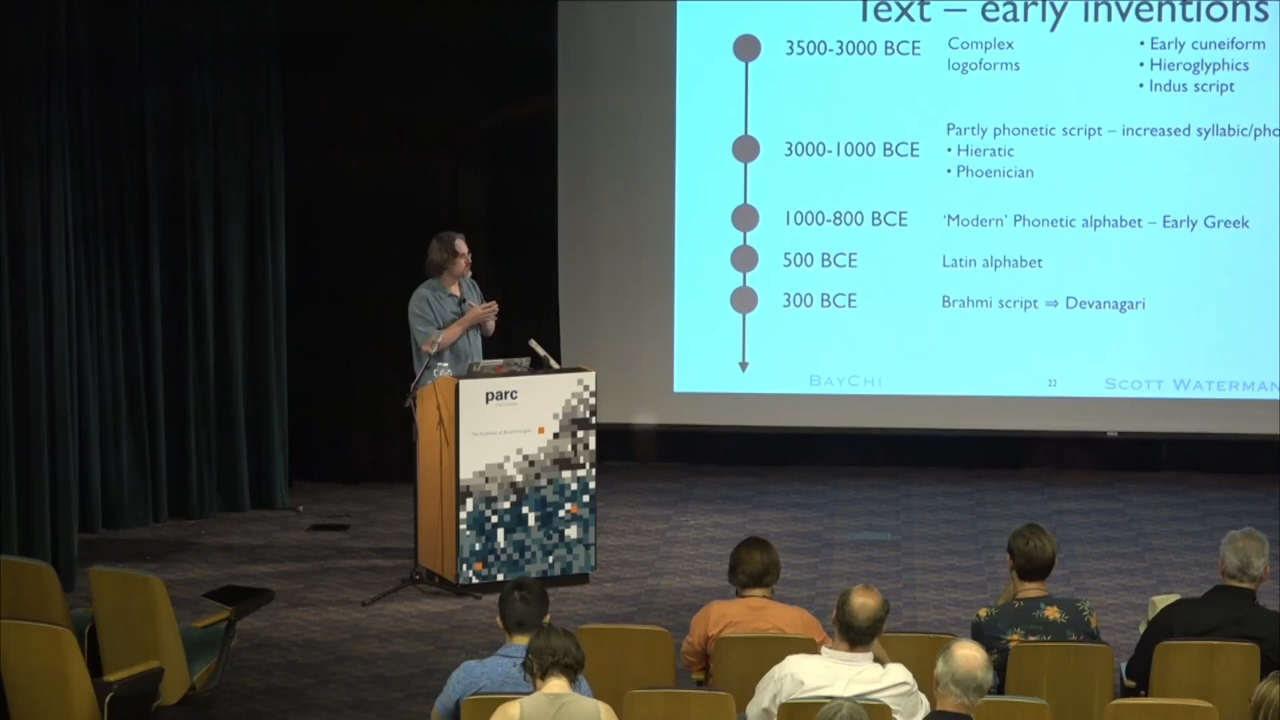 Text – early inventions
3500-3000 BCE
Complex
logoforms
• Early cuneiform
• Hieroglyphics
• Indus script
3000-1000 BCE
Partly phonetic script – increased syllabic/pho
• Hieratic
• Phoenician
1000-800 BCE
'Modern' Phonetic alphabet – Early Greek
500 BCE
Latin alphabet
300 BCE
Brahmi script ⇒ Devanagari
BAYCHI
22
SCOTT WATERMAN
parc